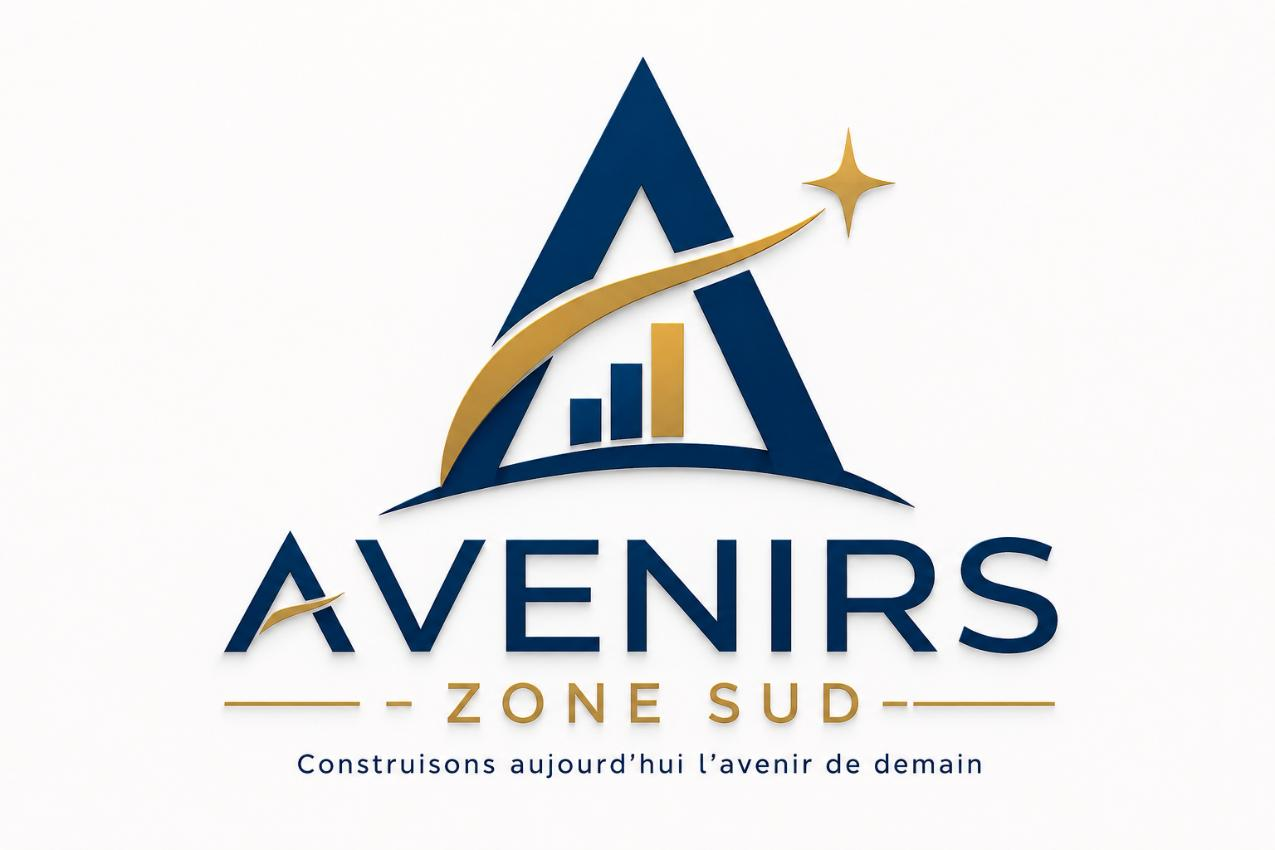 AVENIRS
- ZONE SUD -
Construisons aujourd'hui l'avenir de demain